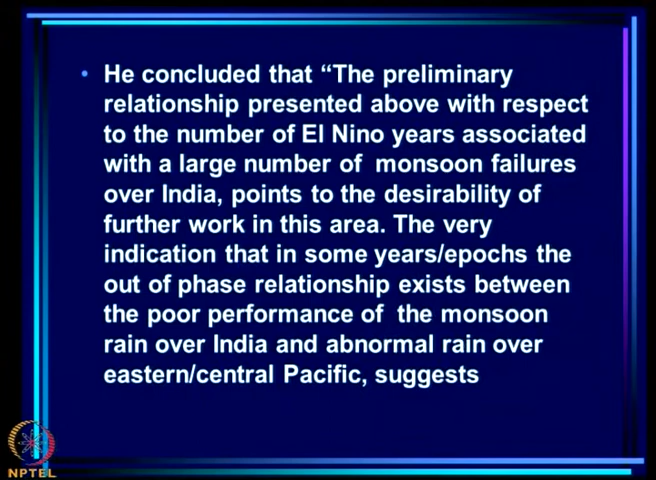 • He concluded that “The preliminary
relationship presented above with respect
to the number of El Nino years associated
with a large number of monsoon failures
over India, points to the desirability of
further work in this area. The very
indication that in some years/epochs the
out of phase relationship exists between
the poor performance of the monsoon
rain over India and abnormal rain over
eastern/central Pacific, suggests
NPTEL